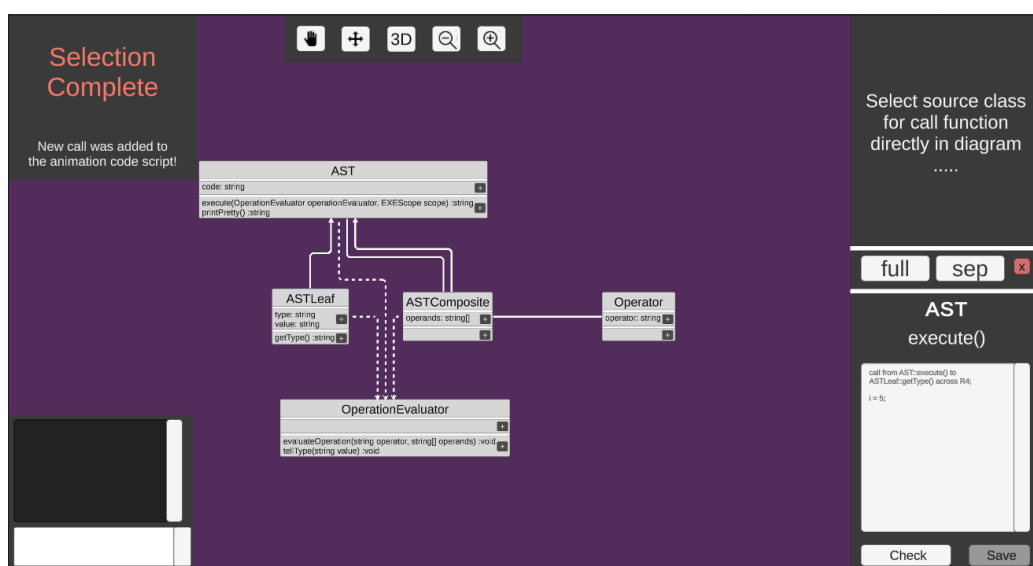 Selection
Complete
New call was added to
the animation code script!
3D
AST
code: string
+
execute(OperationEvaluator operationEvaluator, EXEScope scope) :string
printPretty() :string
+
ASTLeaf
type: string
value: string
+
getType() :string
+
ASTComposite
operands: string[]
+
+
Operator
operator: string
+
+
OperationEvaluator
+
evaluateOperation(string operator, string[] operands) :void
tellType(string value) :void
+
Select source class
for call function
directly in diagram
.....
full sep x
AST
execute()
call from AST::execute() to
ASTLeaf::getType() across R4;
i = 5;
Check Save